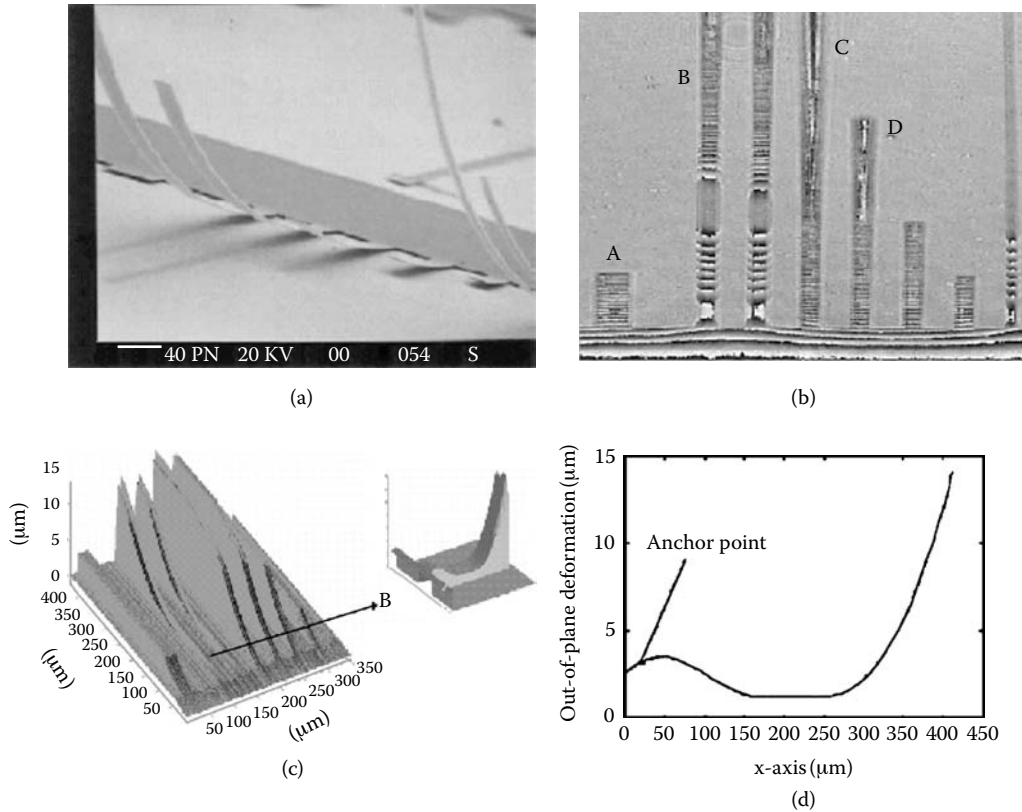 40 PN 20 KV 00 054 S
(a)
A
B
C
D
(b)
(μm)
15
10
5
0
400
350
300
250
200
150
100
50
(μm)
50
100
150
200
250
300
350
(μm)
B
(c)
Out-of-plane deformation (μm)
15
10
5
0
Anchor point
0 50 100 150 200 250 300 350 400 450
x-axis (μm)
(d)